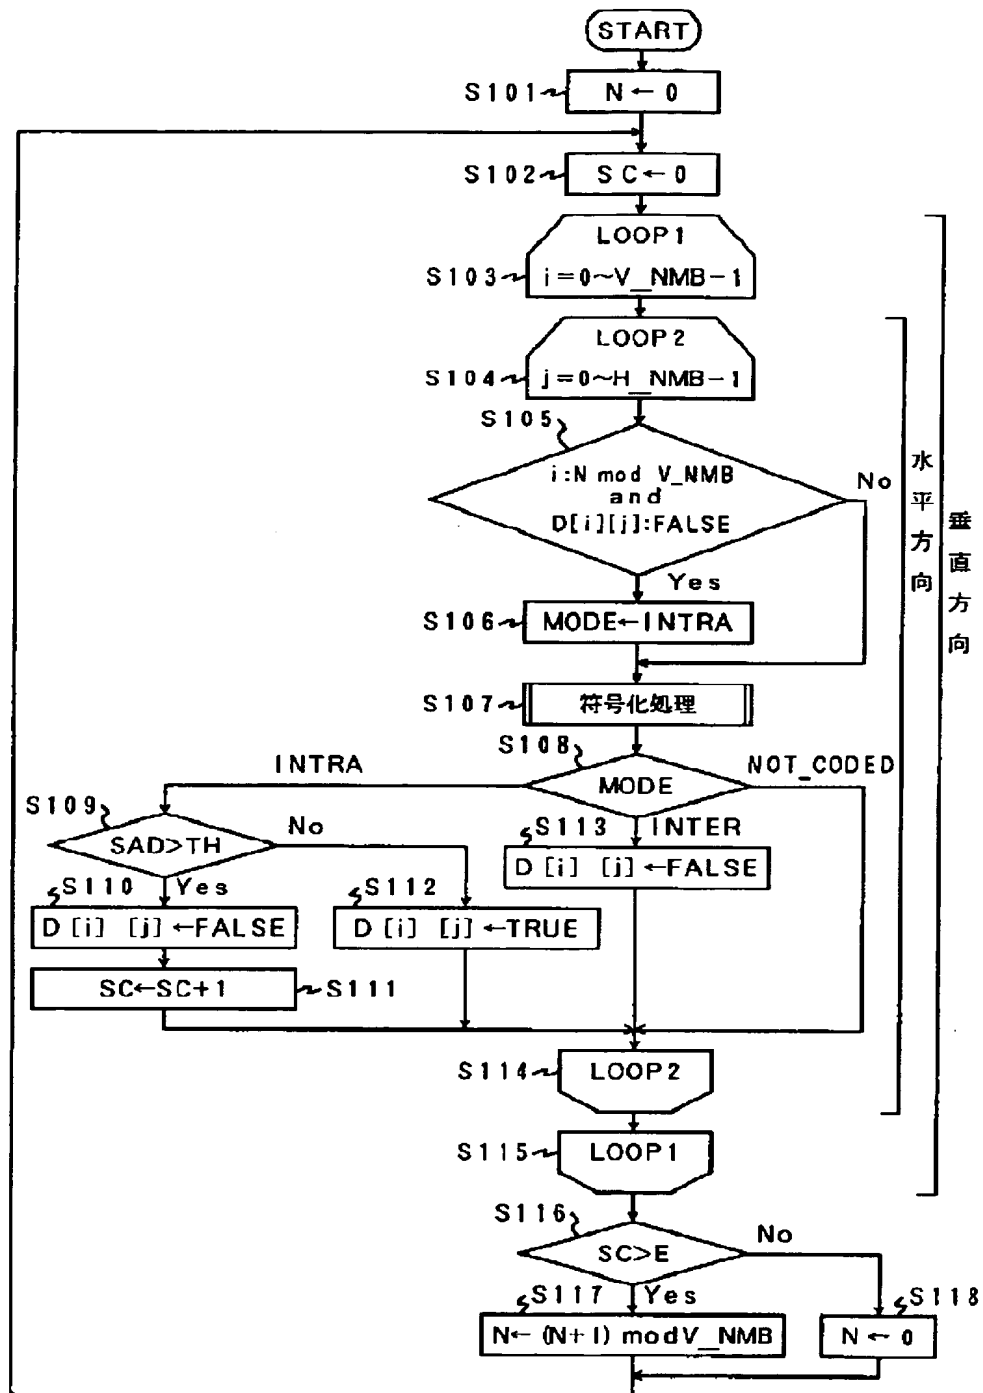 START
S101
N←0
S102
SC←0
LOOP1
S103
i=0~V_NMB-1
LOOP2
S104
j=0~H_NMB-1
S105
i:N mod V_NMB
and
D[i][j]:FALSE
No
Yes
水平方向
垂直方向
S106
MODE←INTRA
S107
符号化処理
S108
INTRA
MODE
NOT_CODED
S109
SAD>TH
No
S113
INTER
D [i] [j]←FALSE
S110
Yes
S112
D [i] [j]←FALSE
D [i] [j]←TRUE
SC←SC+1
S111
S114
LOOP2
S115
LOOP1
S116
SC>E
No
S117
Yes
S118
N←(N+1) mod V_NMB
N←0